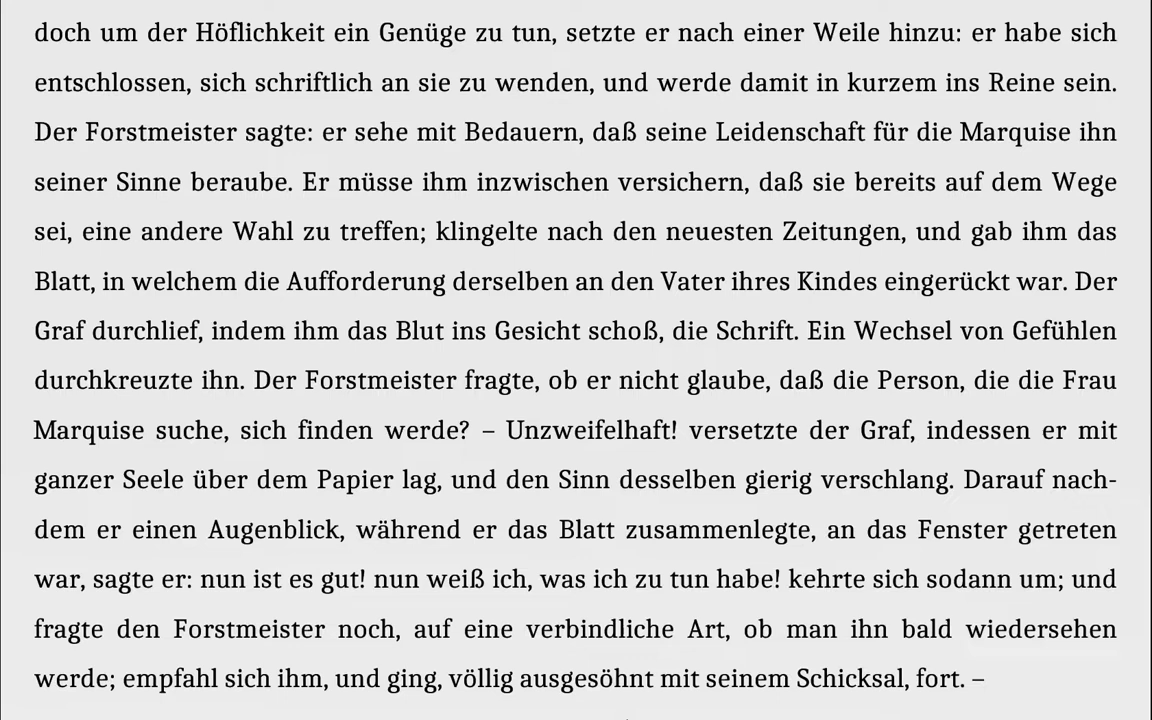 doch um der Höflichkeit ein Genüge zu tun, setzte er nach einer Weile hinzu: er habe sich
entschlossen, sich schriftlich an sie zu wenden, und werde damit in kurzem ins Reine sein.
Der Forstmeister sagte: er sehe mit Bedauern, daß seine Leidenschaft für die Marquise ihn
seiner Sinne beraube. Er müsse ihm inzwischen versichern, daß sie bereits auf dem Wege
sei, eine andere Wahl zu treffen; klingelte nach den neuesten Zeitungen, und gab ihm das
Blatt, in welchem die Aufforderung derselben an den Vater ihres Kindes eingerückt war. Der
Graf durchlief, indem ihm das Blut ins Gesicht schoß, die Schrift. Ein Wechsel von Gefühlen
durchkreuzte ihn. Der Forstmeister fragte, ob er nicht glaube, daß die Person, die die Frau
Marquise suche, sich finden werde? – Unzweifelhaft! versetzte der Graf, indessen er mit
ganzer Seele über dem Papier lag, und den Sinn desselben gierig verschlang. Darauf nach-
dem er einen Augenblick, während er das Blatt zusammenlegte, an das Fenster getreten
war, sagte er: nun ist es gut! nun weiß ich, was ich zu tun habe! kehrte sich sodann um; und
fragte den Forstmeister noch, auf eine verbindliche Art, ob man ihn bald wiedersehen
werde; empfahl sich ihm, und ging, völlig ausgesöhnt mit seinem Schicksal, fort. –